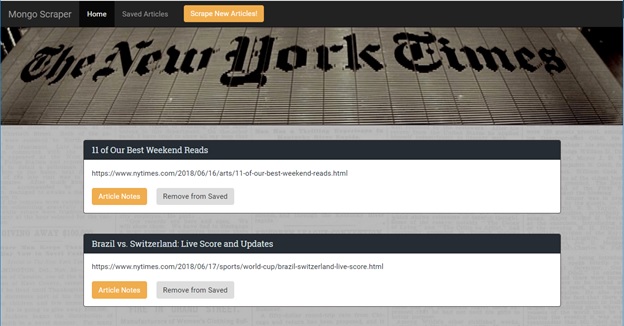 Mongo Scraper Home Saved Articles Scrape New Articles!
The New York Times
11 of Our Best Weekend Reads
https://www.nytimes.com/2018/06/16/arts/11-of-our-best-weekend-reads.html
Article Notes Remove from Saved
Brazil vs. Switzerland: Live Score and Updates
https://www.nytimes.com/2018/06/17/sports/world-cup/brazil-switzerland-live-score.html
Article Notes Remove from Saved